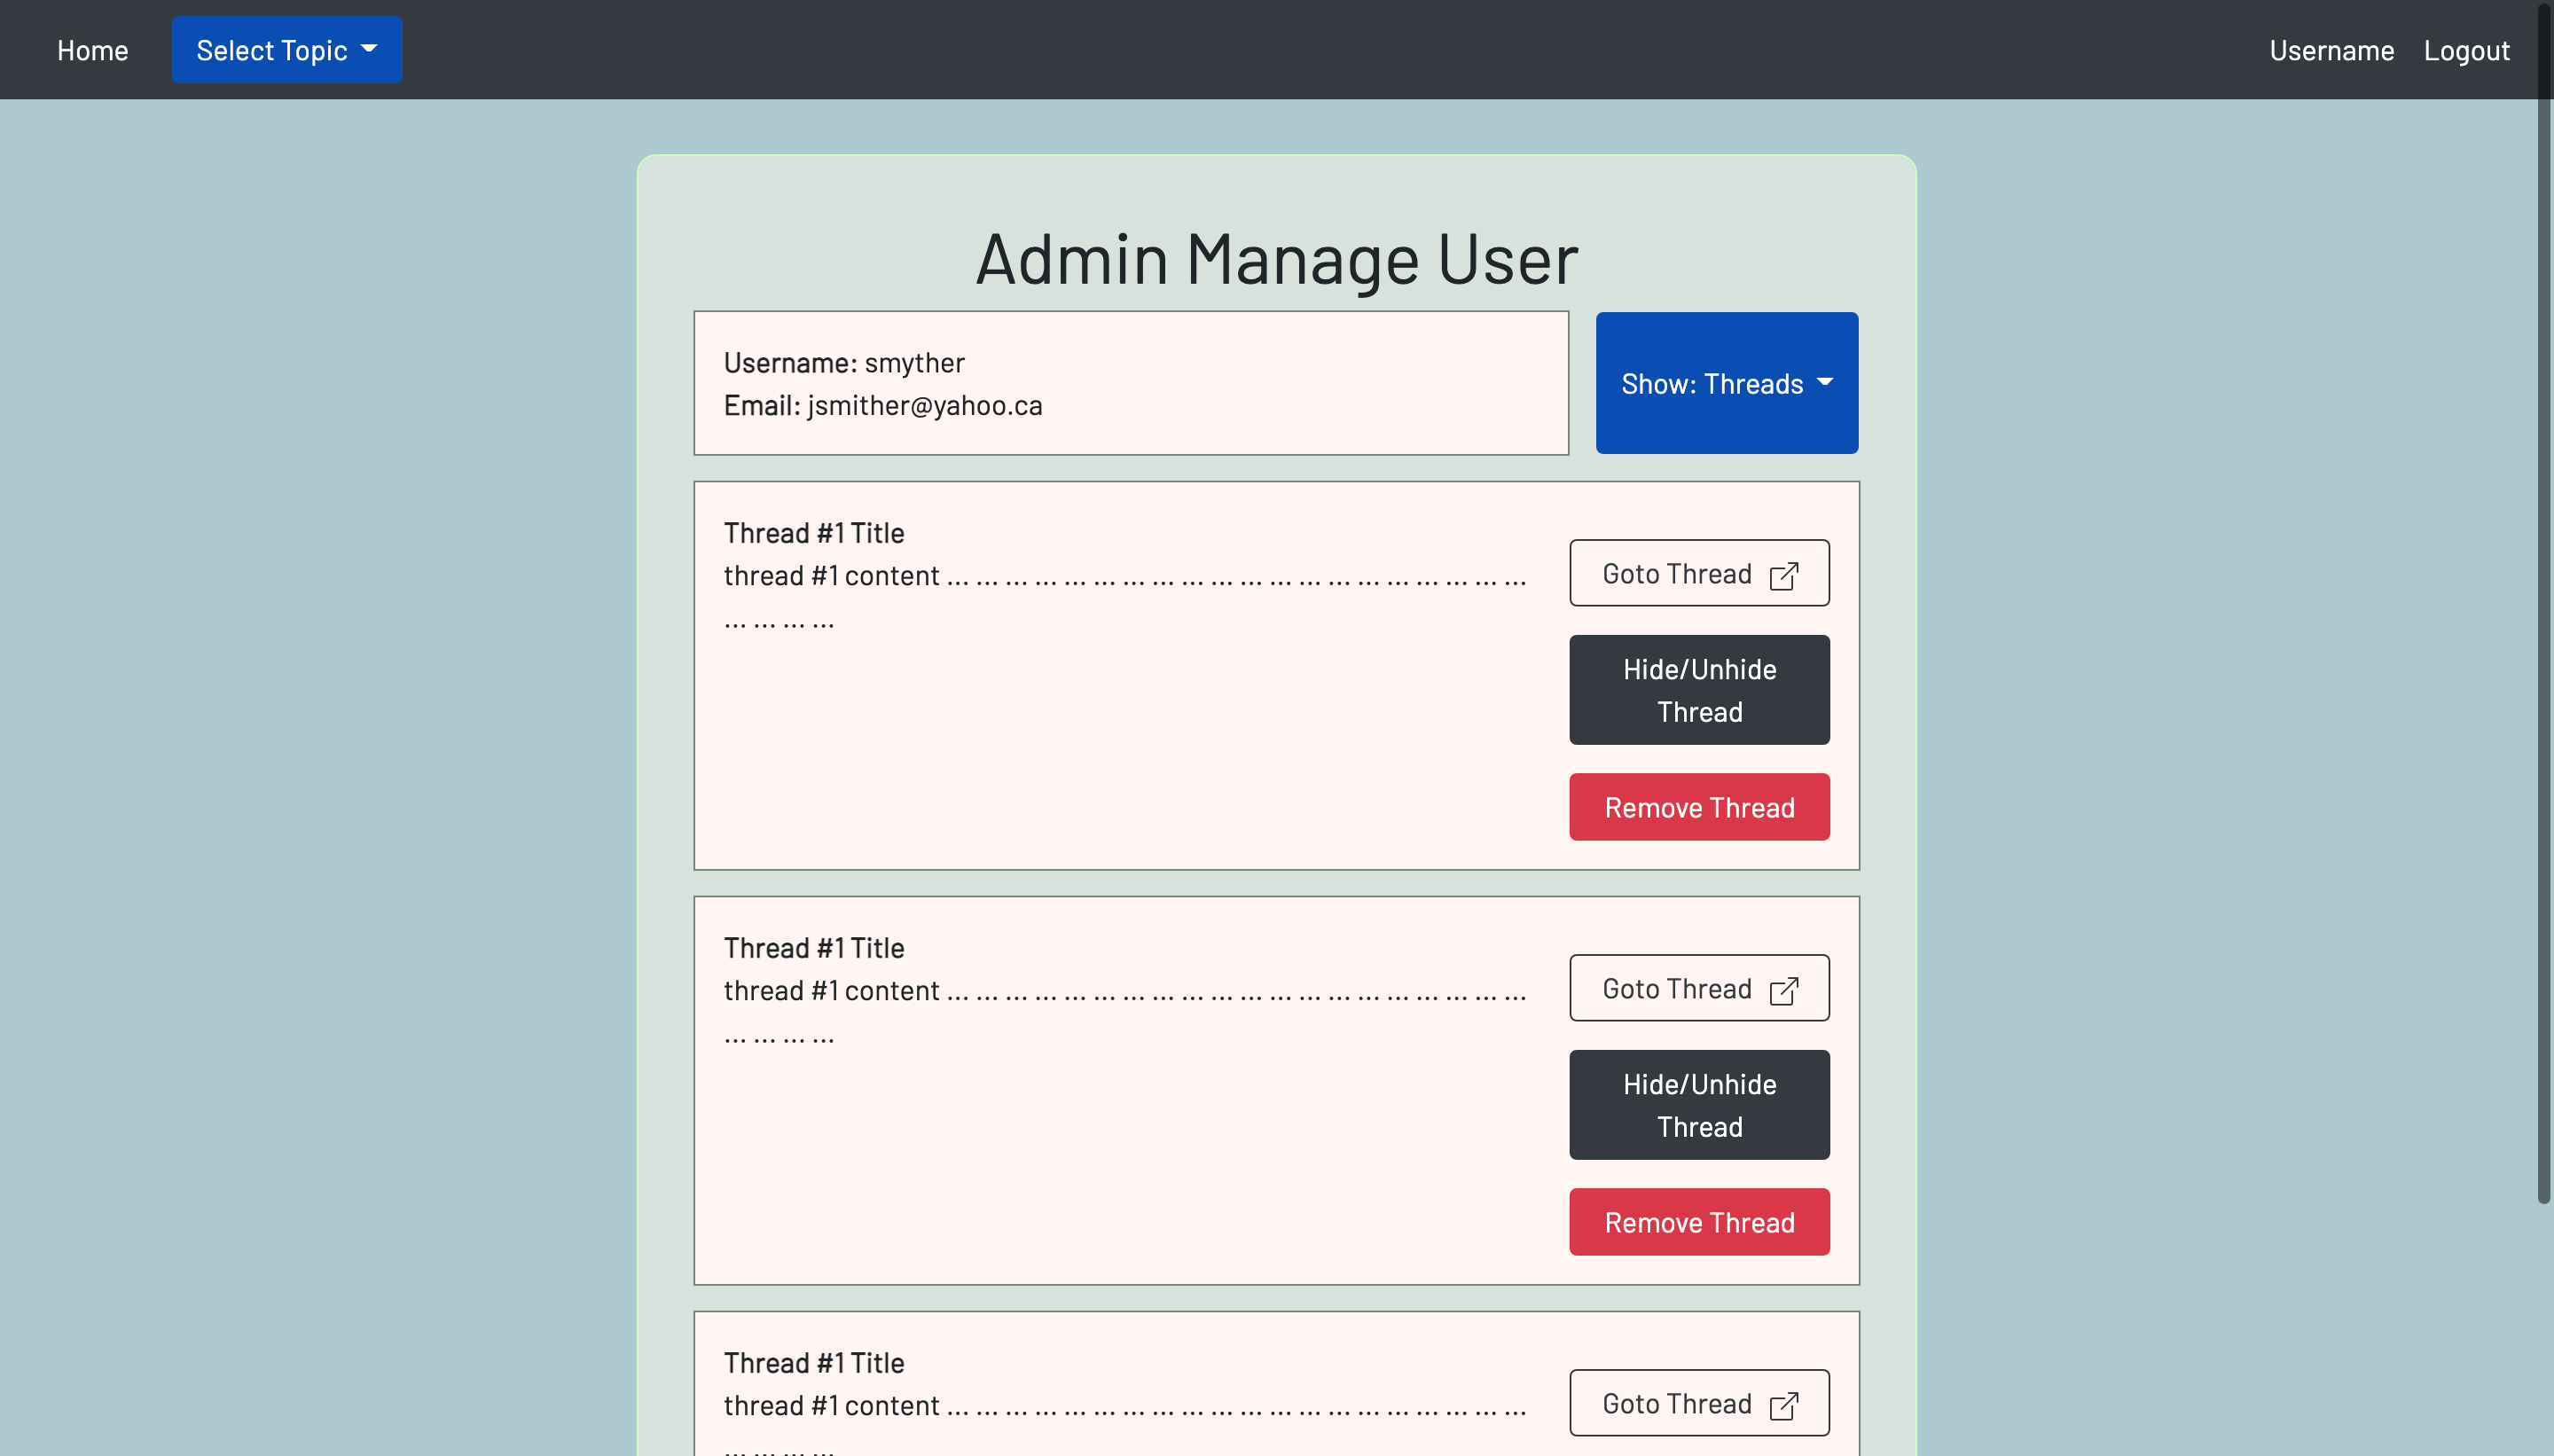 Home Select Topic Username Logout
Admin Manage User
Username: smyther
Email: jsmither@yahoo.ca
Show: Threads
Thread #1 Title
thread #1 content ... ... ... ... ... ... ... ... ... ... ... ... ... ... ... ... ... ... ... ...
... ... ... ...
Goto Thread
Hide/Unhide
Thread
Remove Thread
Thread #1 Title
thread #1 content ... ... ... ... ... ... ... ... ... ... ... ... ... ... ... ... ... ... ... ...
... ... ... ...
Goto Thread
Hide/Unhide
Thread
Remove Thread
Thread #1 Title
thread #1 content ... ... ... ... ... ... ... ... ... ... ... ... ... ... ... ... ... ... ... ...
... ... ... ...
Goto Thread